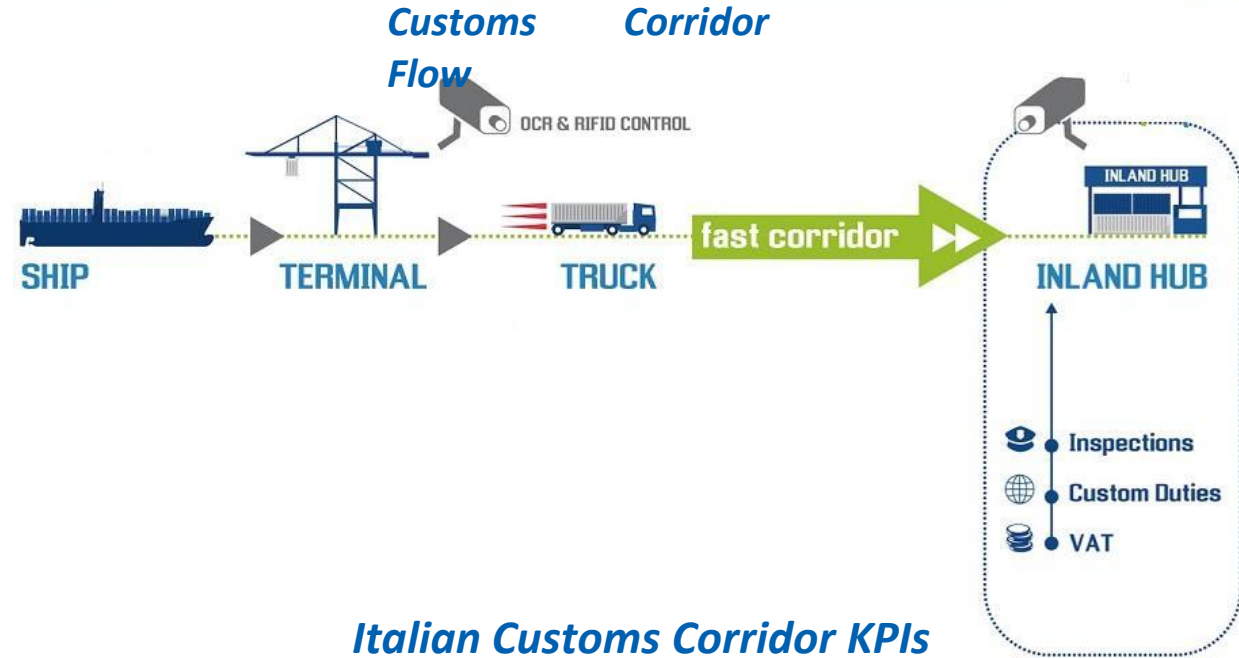 Customs Corridor
Flow
OCR & RIFID CONTROL
INLAND HUB
fast corridor
SHIP
TERMINAL
TRUCK
INLAND HUB
Inspections
Custom Duties
VAT
Italian Customs Corridor KPIs